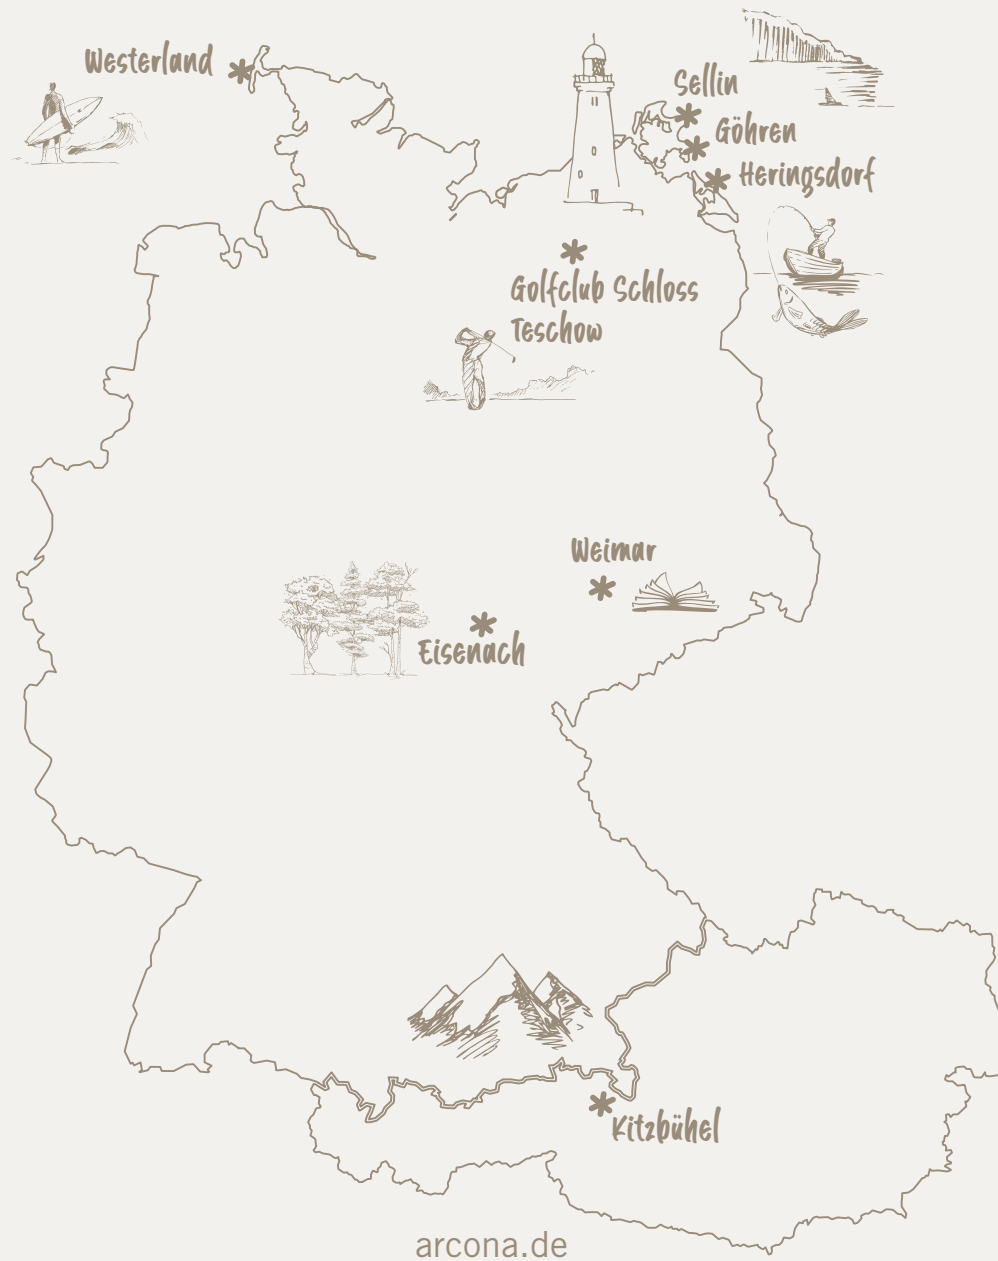 Westerland
Sellin
Göhren
Heringsdorf
Golfclub Schloss
Teschow
Weimar
Eisenach
Kitzbühel
arcona.de